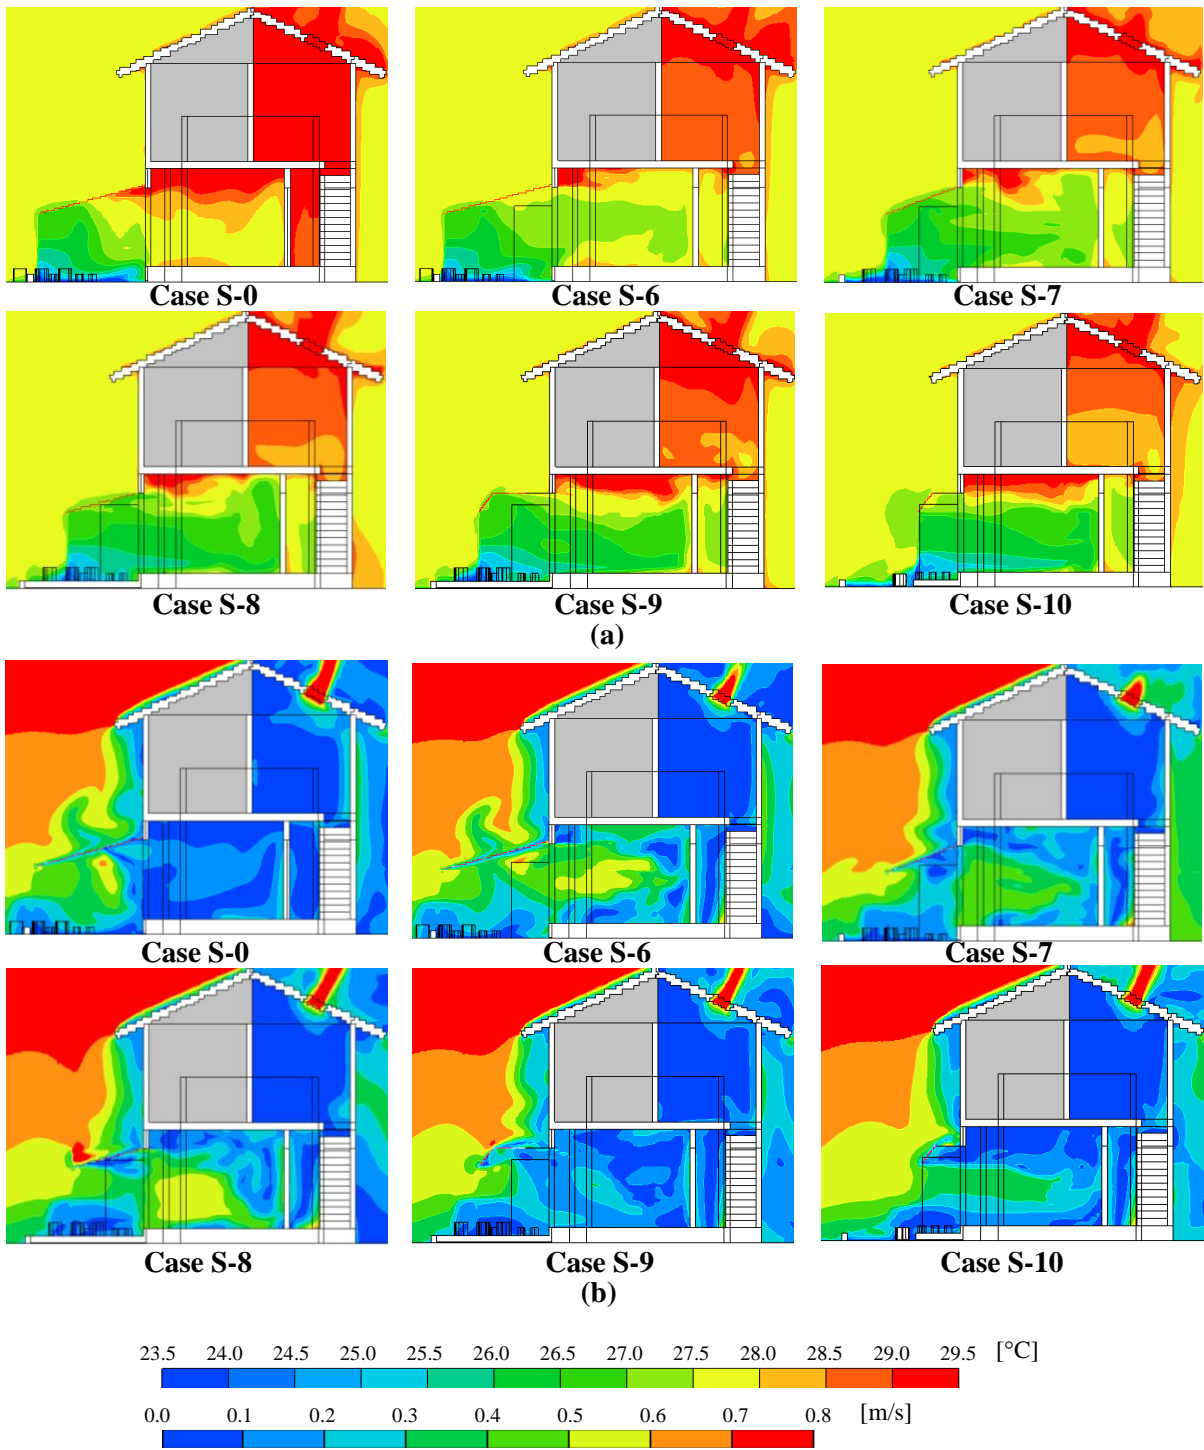 Case S-0 Case S-6 Case S-7
Case S-8 Case S-9 Case S-10
(a)
Case S-0 Case S-6 Case S-7
Case S-8 Case S-9 Case S-10
(b)
23.5 24.0 24.5 25.0 25.5 26.0 26.5 27.0 27.5 28.0 28.5 29.0 29.5 [°C]
0.0 0.1 0.2 0.3 0.4 0.5 0.6 0.7 0.8 [m/s]